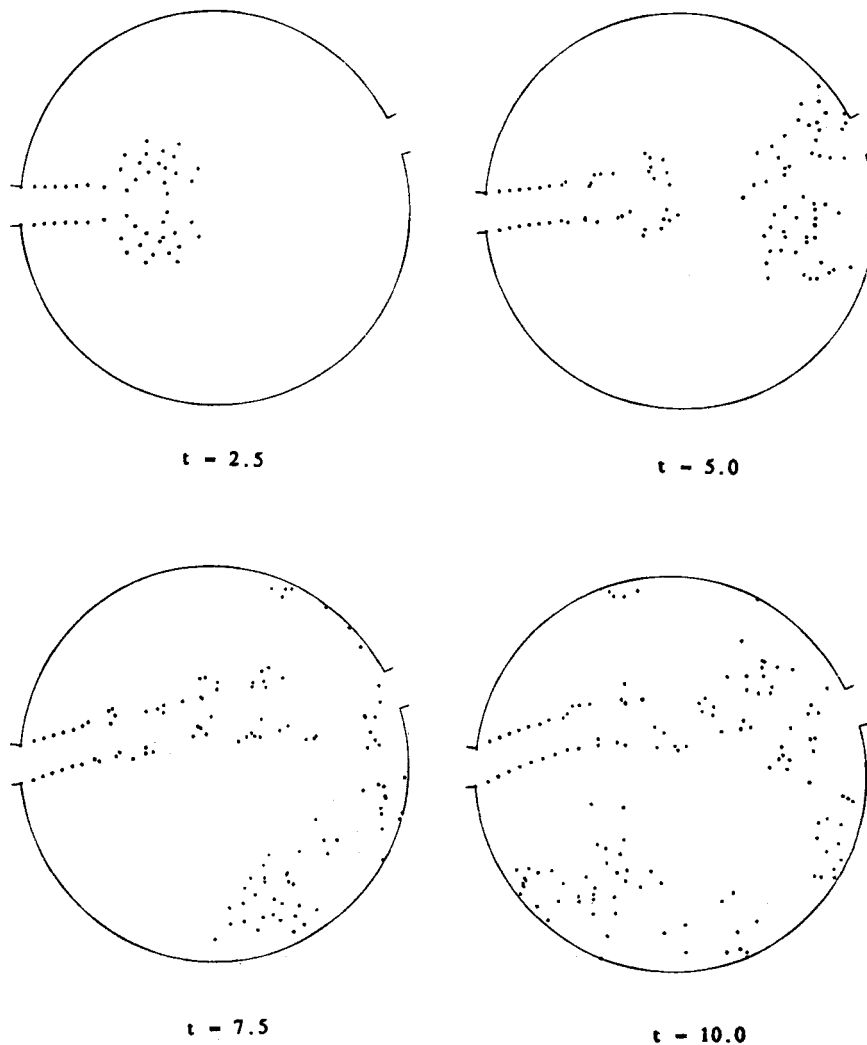 t = 2.5
t = 5.0
t = 7.5
t = 10.0